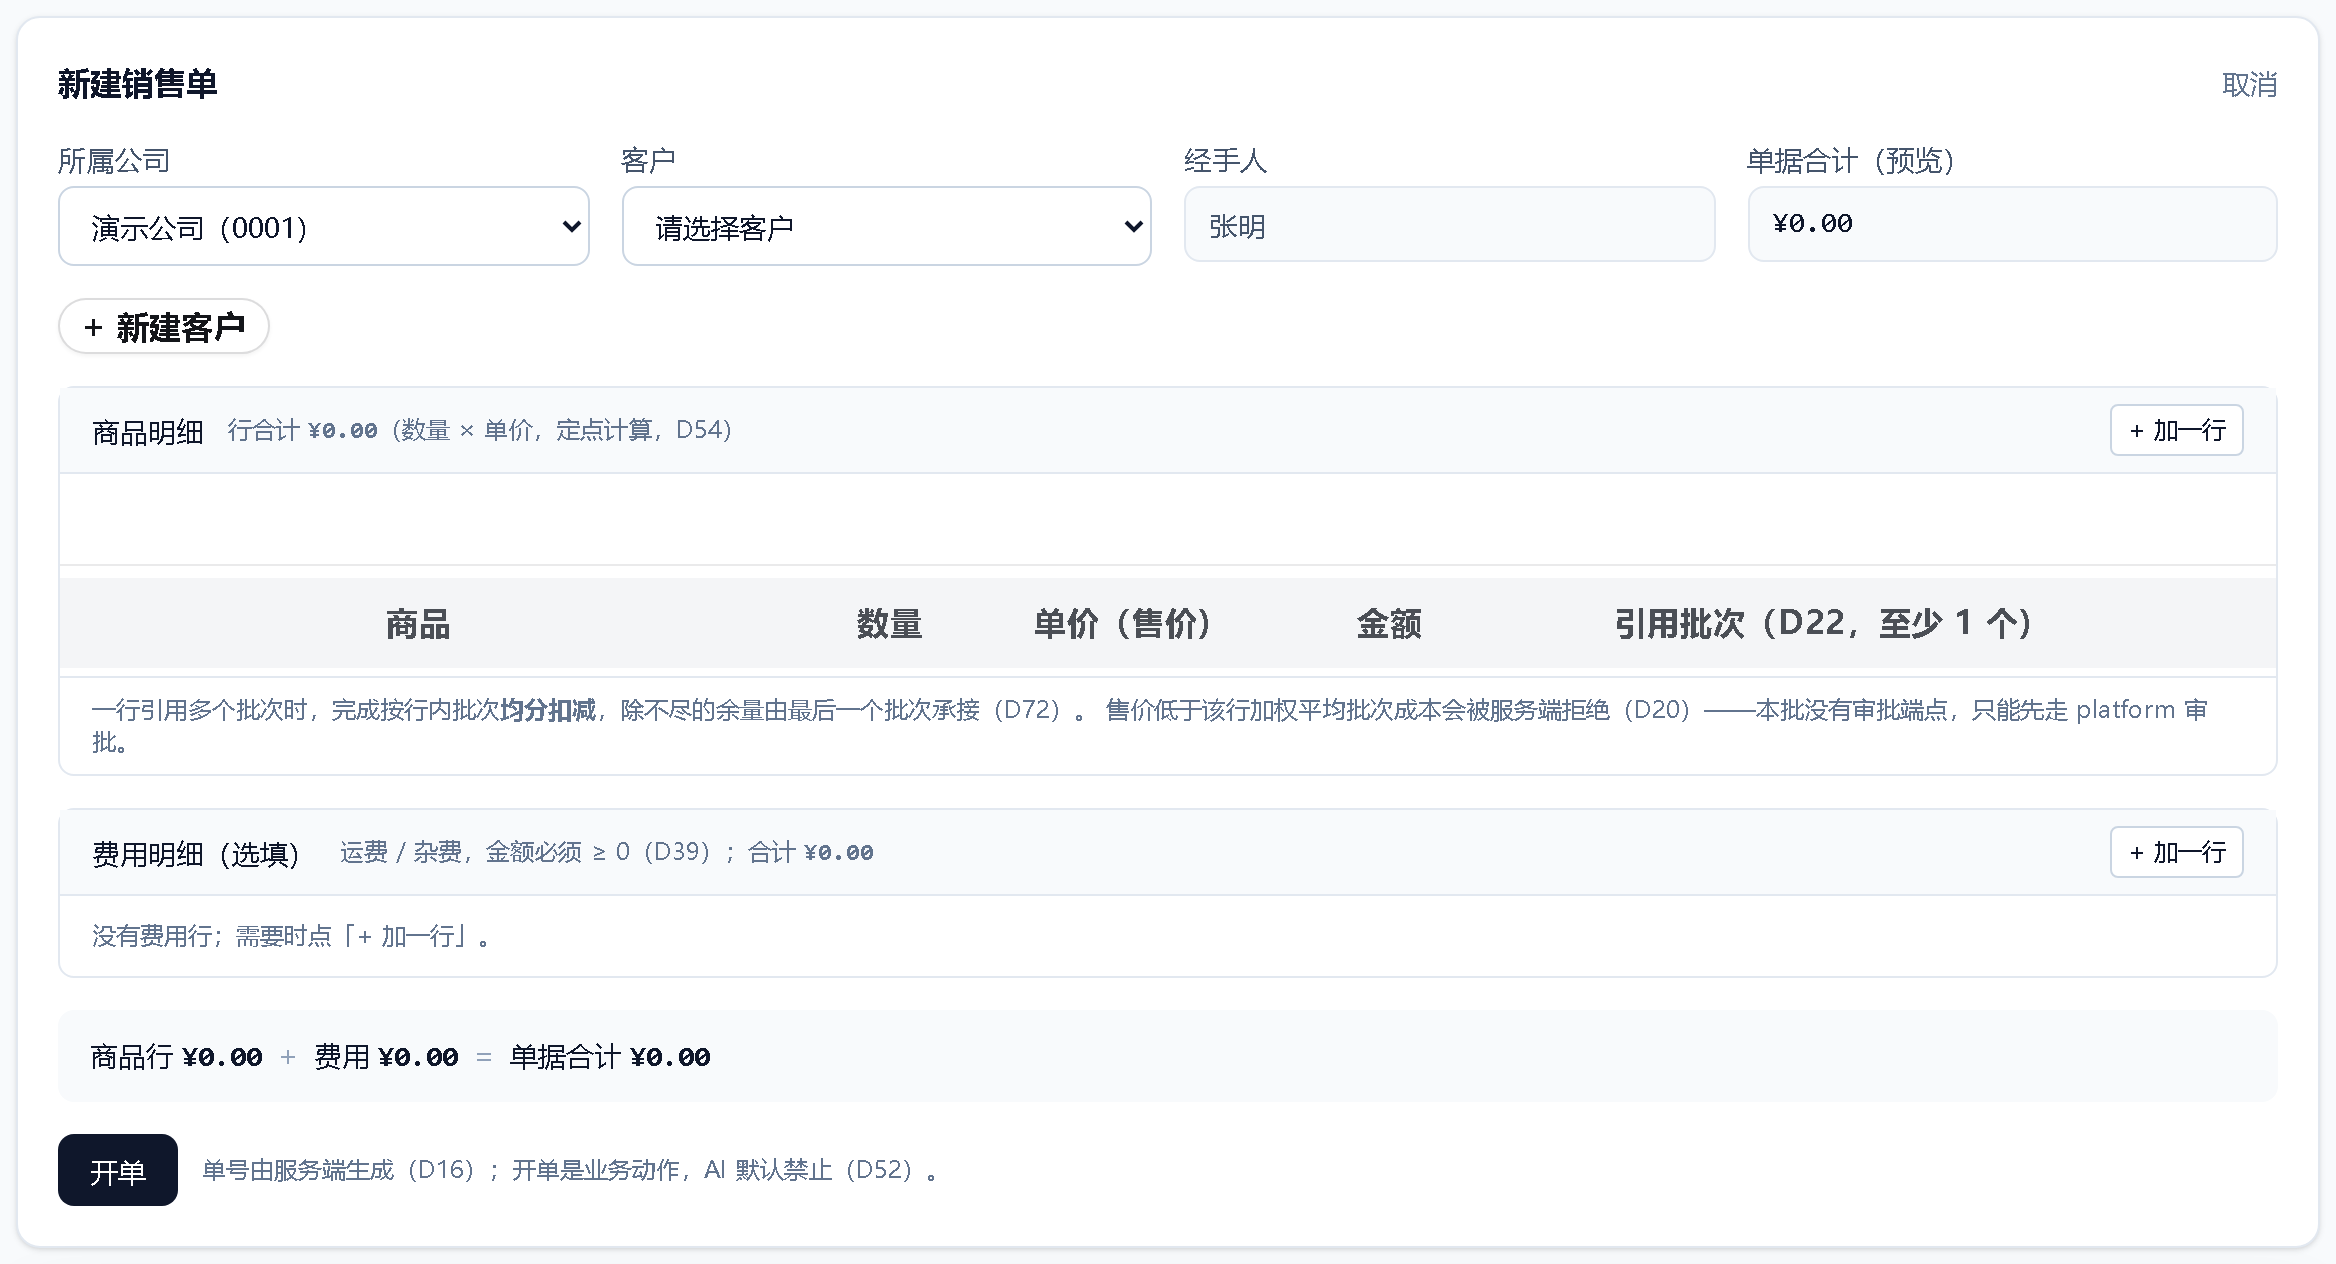 新建销售单
取消
所属公司
客户
经手人
单据合计（预览）
演示公司（0001）
请选择客户
张明
¥0.00
+ 新建客户
商品明细 行合计 ¥0.00（数量 × 单价，定点计算，D54）
+ 加一行
商品 数量 单价（售价） 金额 引用批次（D22，至少 1 个）
一行引用多个批次时，完成按行内批次均分扣减，除不尽的余量由最后一个批次承接（D72）。 售价低于该行加权平均批次成本会被服务端拒绝（D20）——本批没有审批端点，只能先走 platform 审
批。
费用明细（选填） 运费 / 杂费，金额必须 ≥ 0（D39）；合计 ¥0.00
+ 加一行
没有费用行；需要时点「+ 加一行」。
商品行 ¥0.00 + 费用 ¥0.00 = 单据合计 ¥0.00
开单 单号由服务端生成（D16）；开单是业务动作，AI 默认禁止（D52）。